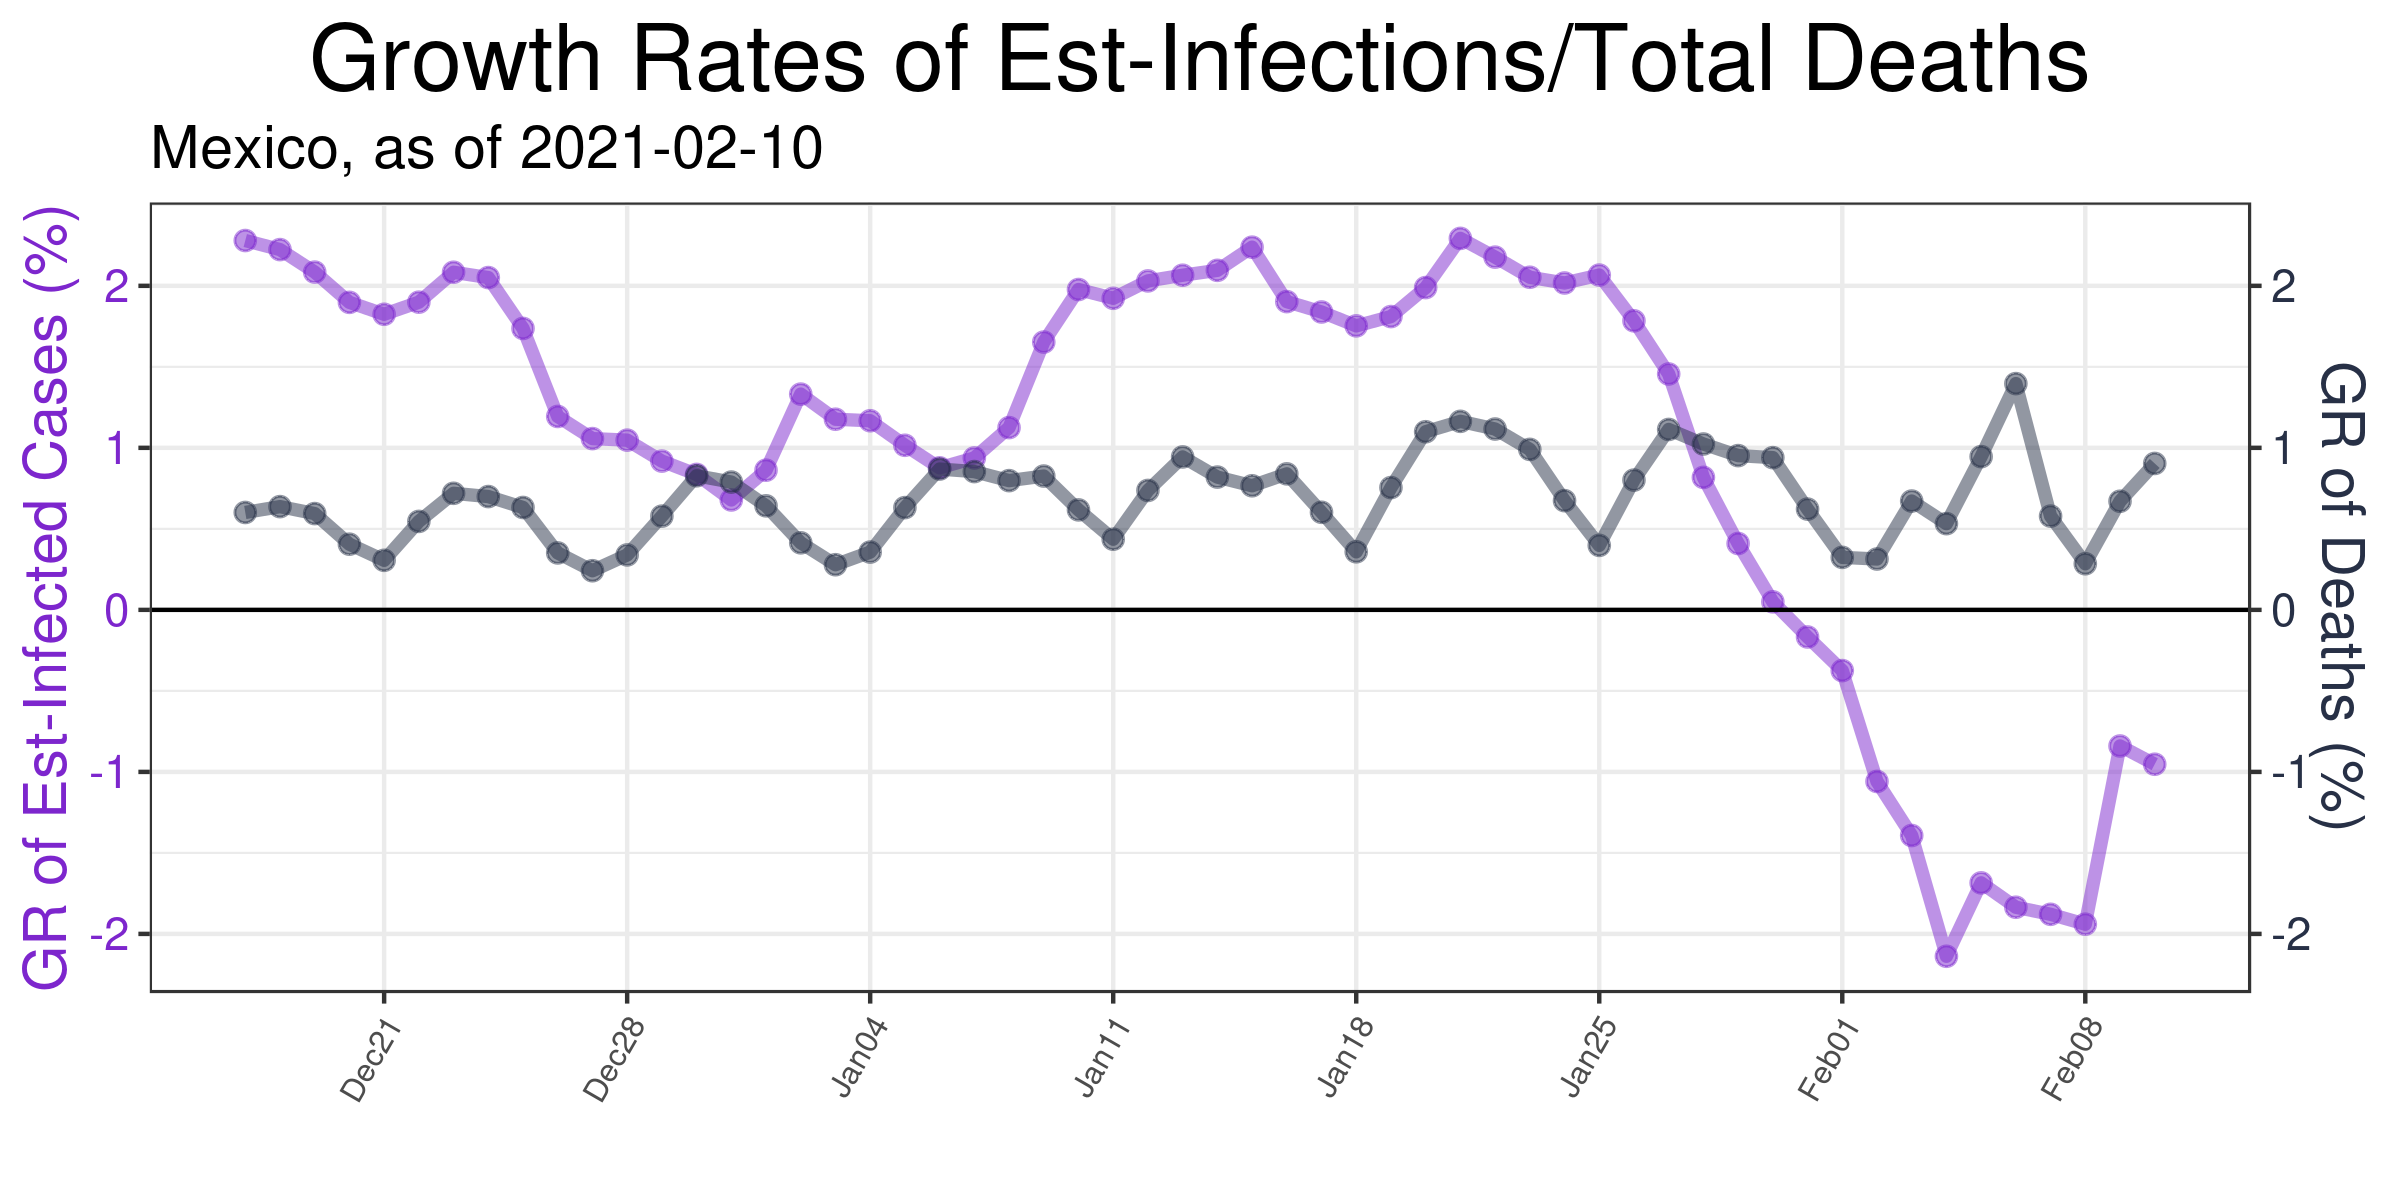 Growth Rates of Est-Infections/Total Deaths
Mexico, as of 2021-02-10
GR of Est-Infected Cases (%)
2
1
0
-1
-2
2
1
0
-1
-2
GR of Deaths (%)
Dec21
Dec28
Jan04
Jan11
Jan18
Jan25
Feb01
Feb08